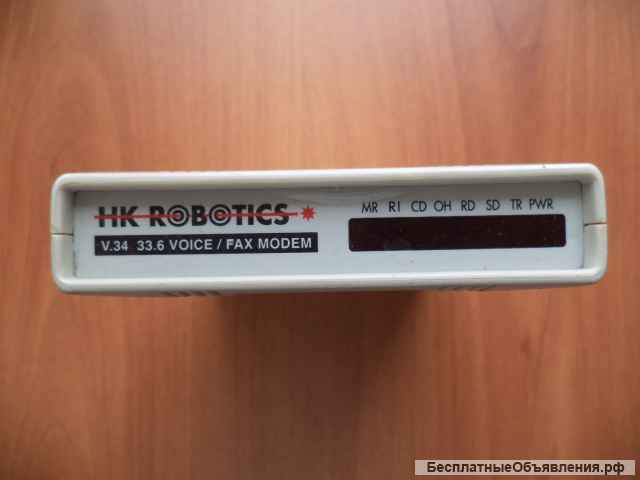 HK ROBOTICS
V.34 33.6 VOICE / FAX MODEM
MR RI CD OH RD SD TR PWR
БесплатныеОбъявления.рф